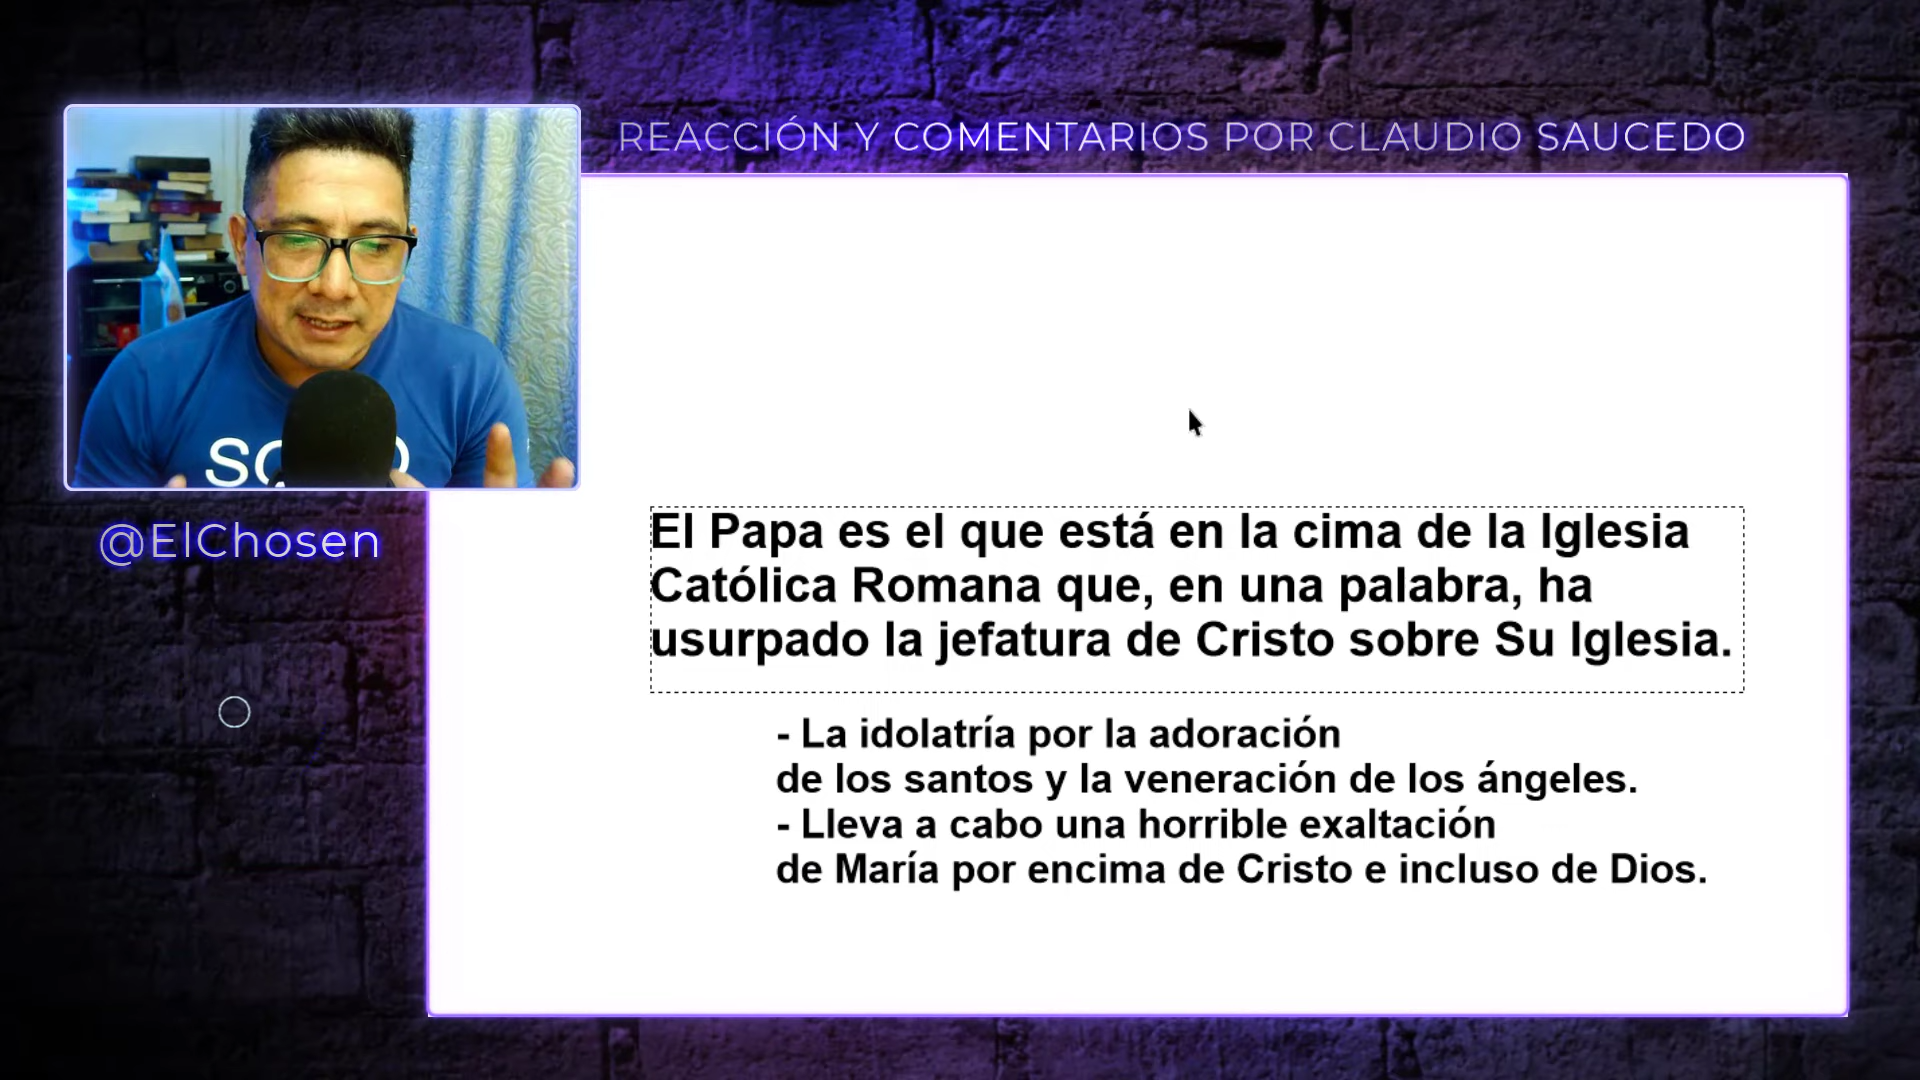 REACCIÓN Y COMENTARIOS POR CLAUDIO SAUCEDO
@ElChosen
El Papa es el que está en la cima de la Iglesia
Católica Romana que, en una palabra, ha
usurpado la jefatura de Cristo sobre Su Iglesia.
- La idolatría por la adoración
de los santos y la veneración de los ángeles.
- Lleva a cabo una horrible exaltación
de María por encima de Cristo e incluso de Dios.